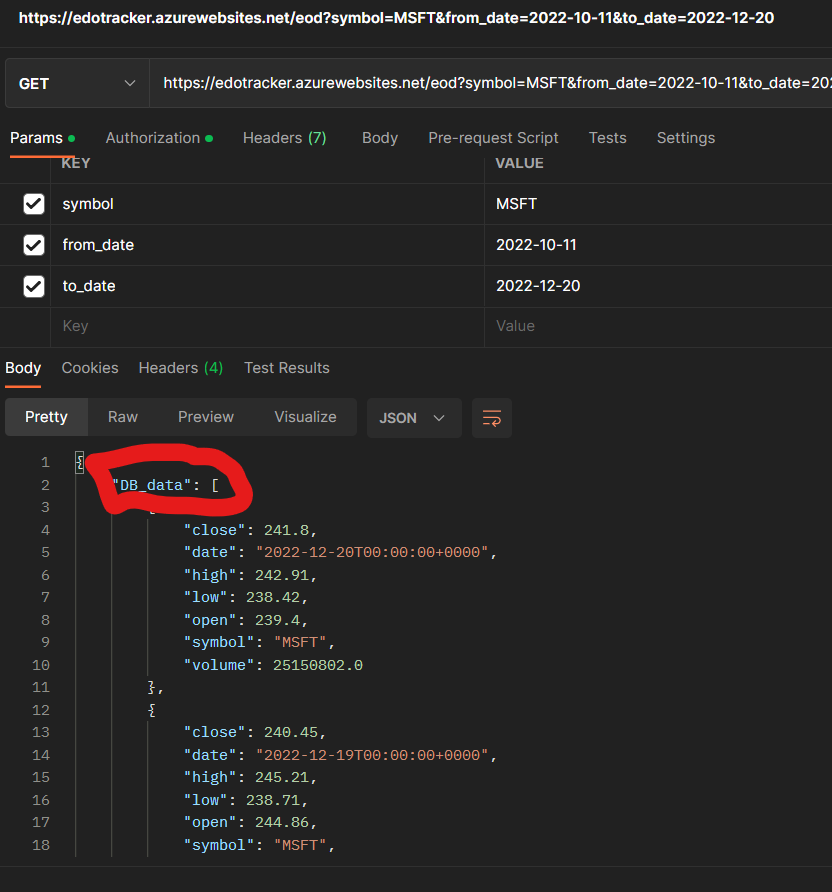 https://edotracker.azurewebsites.net/eod?symbol=MSFT&from_date=2022-10-11&to_date=2022-12-20
GET https://edotracker.azurewebsites.net/eod?symbol=MSFT&from_date=2022-10-11&to_date=202
Params Authorization Headers (7) Body Pre-request Script Tests Settings
KEY VALUE
symbol MSFT
from_date 2022-10-11
to_date 2022-12-20
Key Value
Body Cookies Headers (4) Test Results
Pretty Raw Preview Visualize JSON
1 {
2 "DB_data": [
3 {
4 "close": 241.8,
5 "date": "2022-12-20T00:00:00+0000",
6 "high": 242.91,
7 "low": 238.42,
8 "open": 239.4,
9 "symbol": "MSFT",
10 "volume": 25150802.0
11 },
12 {
13 "close": 240.45,
14 "date": "2022-12-19T00:00:00+0000",
15 "high": 245.21,
16 "low": 238.71,
17 "open": 244.86,
18 "symbol": "MSFT",